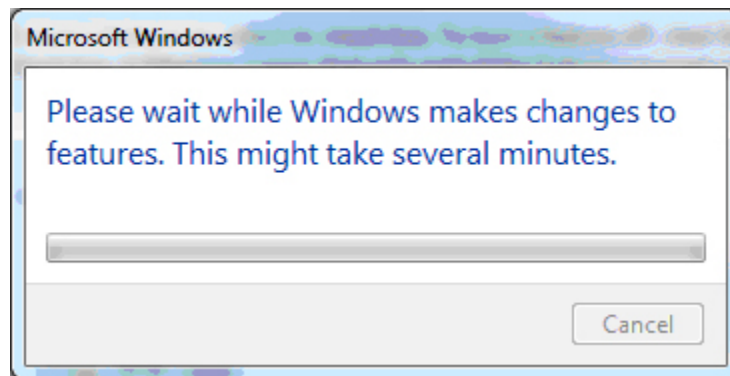 Microsoft Windows
Please wait while Windows makes changes to
features. This might take several minutes.
Cancel